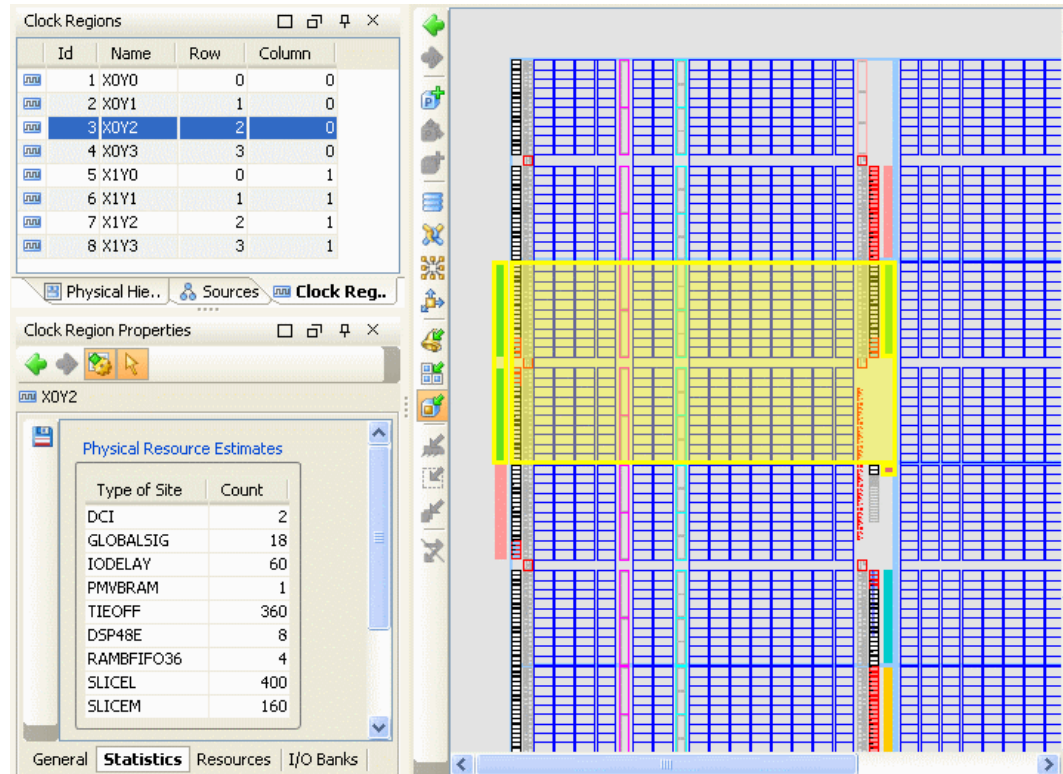 Clock Regions
Id Name Row Column
1 X0Y0 0 0
2 X0Y1 1 0
3 X0Y2 2 0
4 X0Y3 3 0
5 X1Y0 0 1
6 X1Y1 1 1
7 X1Y2 2 1
8 X1Y3 3 1
Physical Hie.. Sources Clock Reg..
Clock Region Properties
X0Y2
Physical Resource Estimates
Type of Site Count
DCI 2
GLOBALSIG 18
IODELAY 60
PMVBRAM 1
TIEOFF 360
DSP48E 8
RAMBFIFO36 4
SLICEL 400
SLICEM 160
General Statistics Resources I/O Banks